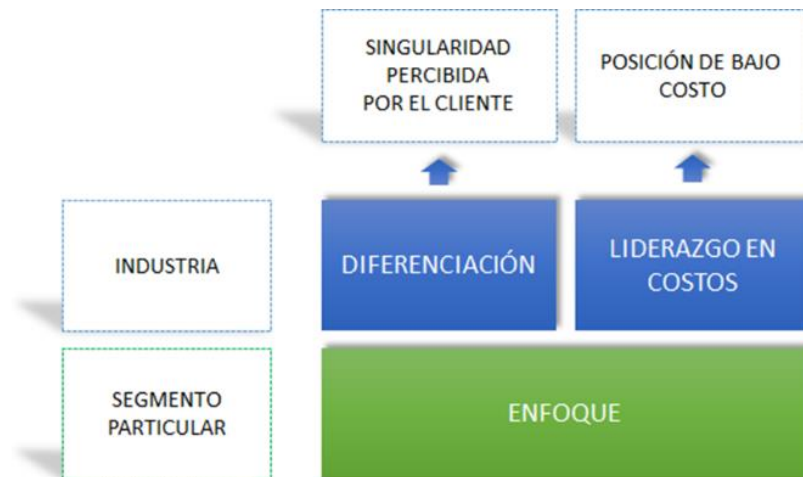 SINGULARIDAD
PERCIBIDA
POR EL CLIENTE
POSICIÓN DE BAJO
COSTO
INDUSTRIA
DIFERENCIACIÓN
LIDERAZGO EN
COSTOS
SEGMENTO
PARTICULAR
ENFOQUE